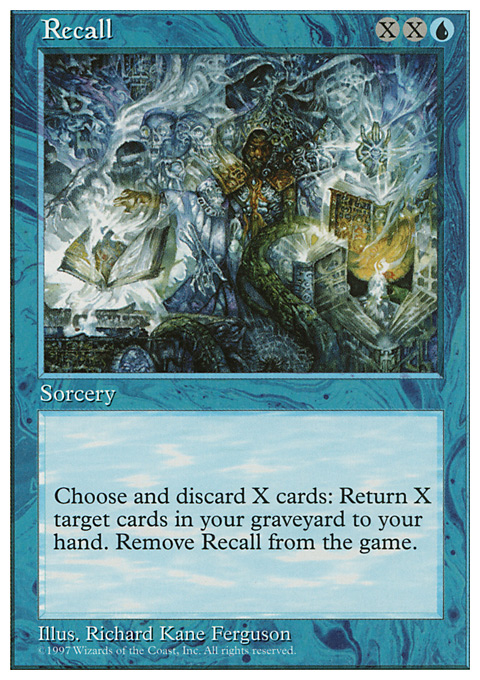 Recall X X
Sorcery
Choose and discard X cards: Return X
target cards in your graveyard to your
hand. Remove Recall from the game.
Illus. Richard Kane Ferguson
©1997 Wizards of the Coast, Inc. All rights reserved.